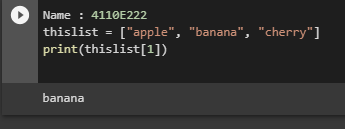 Name : 4110E222
thislist = ["apple", "banana", "cherry"]
print(thislist[1])
banana